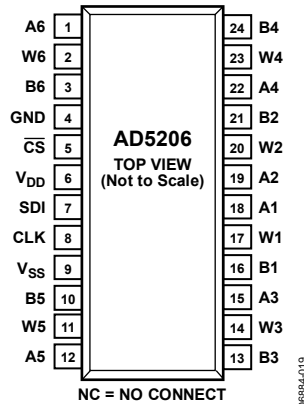 A6 1 24 B4
W6 2 23 W4
B6 3 22 A4
GND 4 21 B2
CS 5 20 W2
VDD 6 19 A2
SDI 7 18 A1
CLK 8 17 W1
VSS 9 16 B1
B5 10 15 A3
W5 11 14 W3
A5 12 13 B3
AD5206
TOP VIEW
(Not to Scale)
NC = NO CONNECT
06884-019